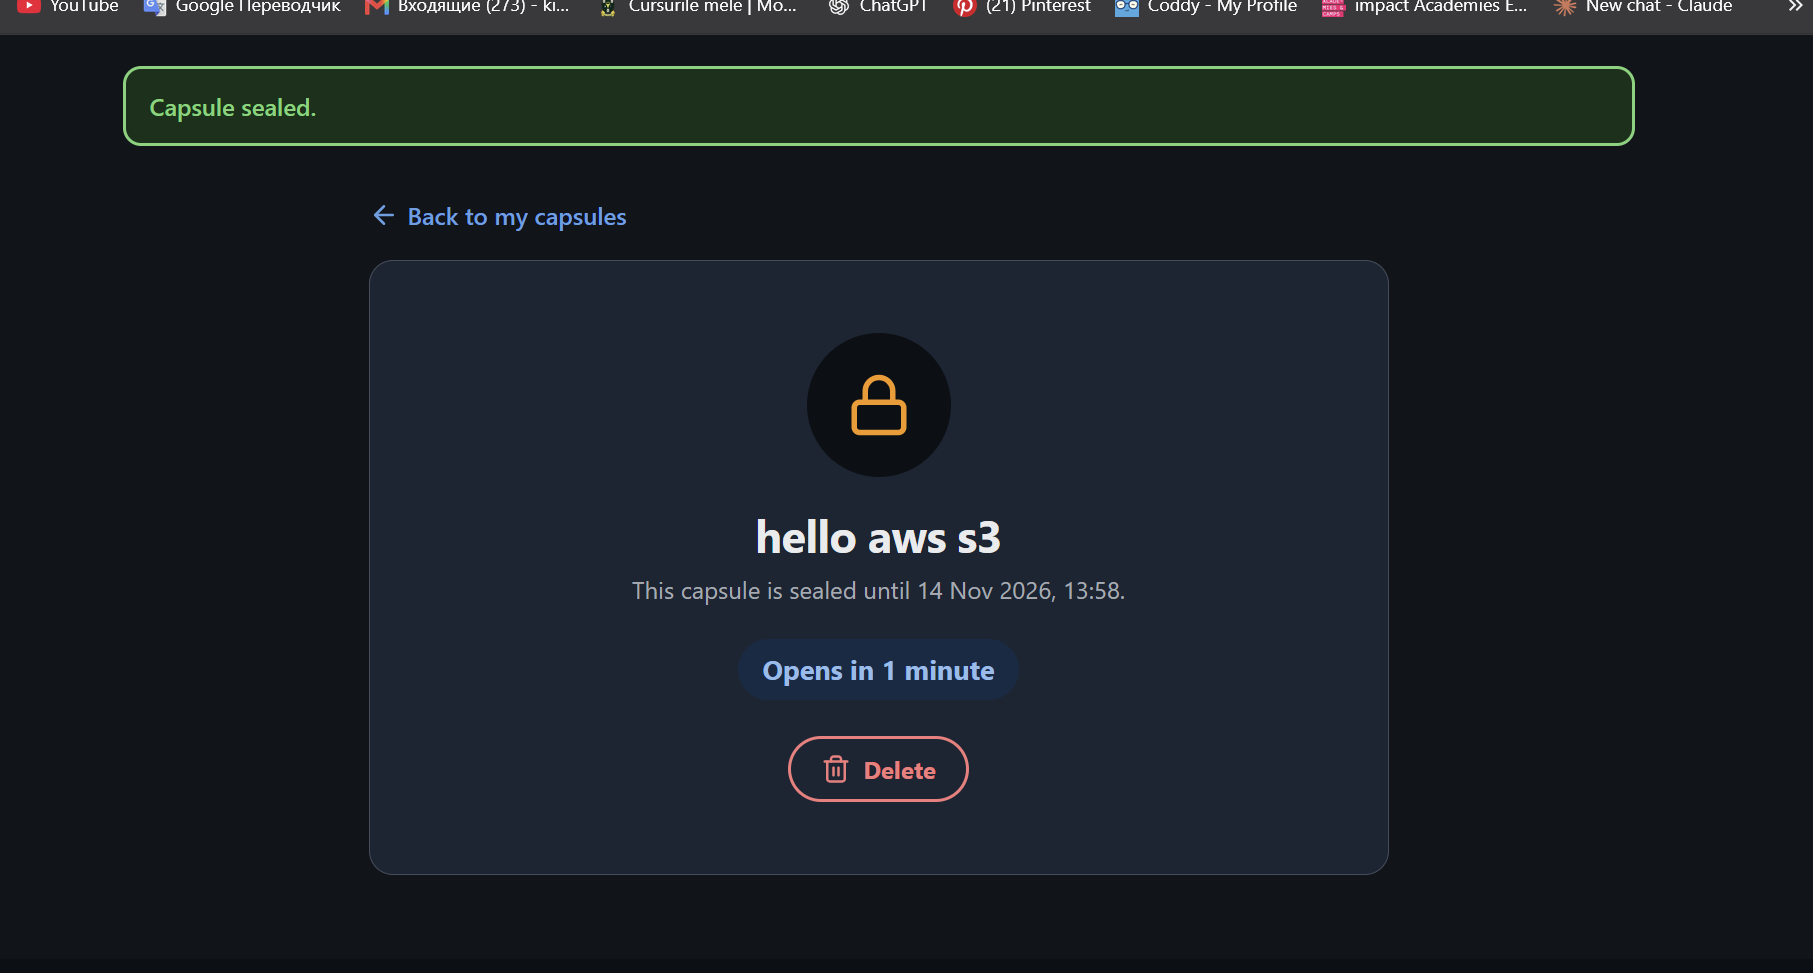 YouTube Google Переводчик Входящие (273) - ki... Cursurile mele | Mo... ChatGPT (21) Pinterest Coddy - My Profile impact Academies E... New chat - Claude
Capsule sealed.
Back to my capsules
hello aws s3
This capsule is sealed until 14 Nov 2026, 13:58.
Opens in 1 minute
Delete